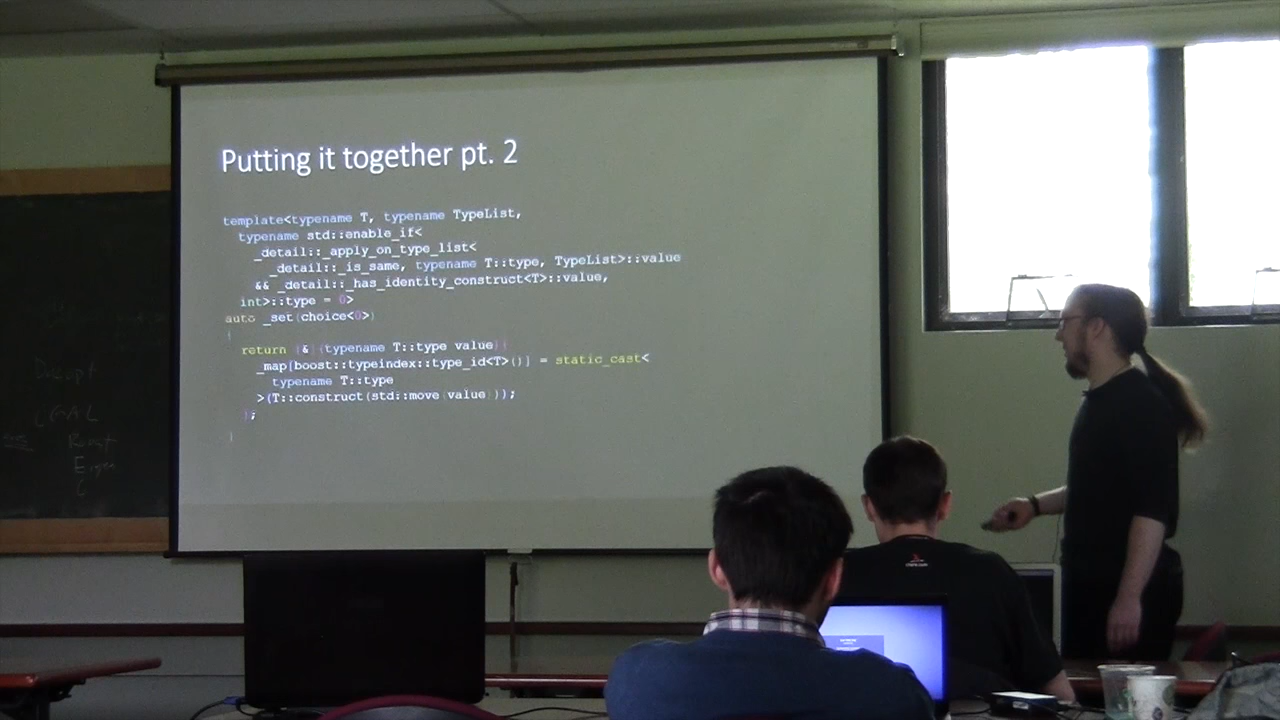 Putting it together pt. 2
template<typename T, typename TypeList,
typename std::enable_if<
_detail::_apply_on_type_list<
_detail::_is_same, typename T::type, TypeList>::value
&& _detail::_has_identity_construct<T>::value,
int>::type = 0>
auto _set(choice<0>)
{
return [&](typename T::type value){
_map[boost::typeindex::type_id<T>()] = static_cast<
typename T::type
>(T::construct(std::move(value)));
};
}